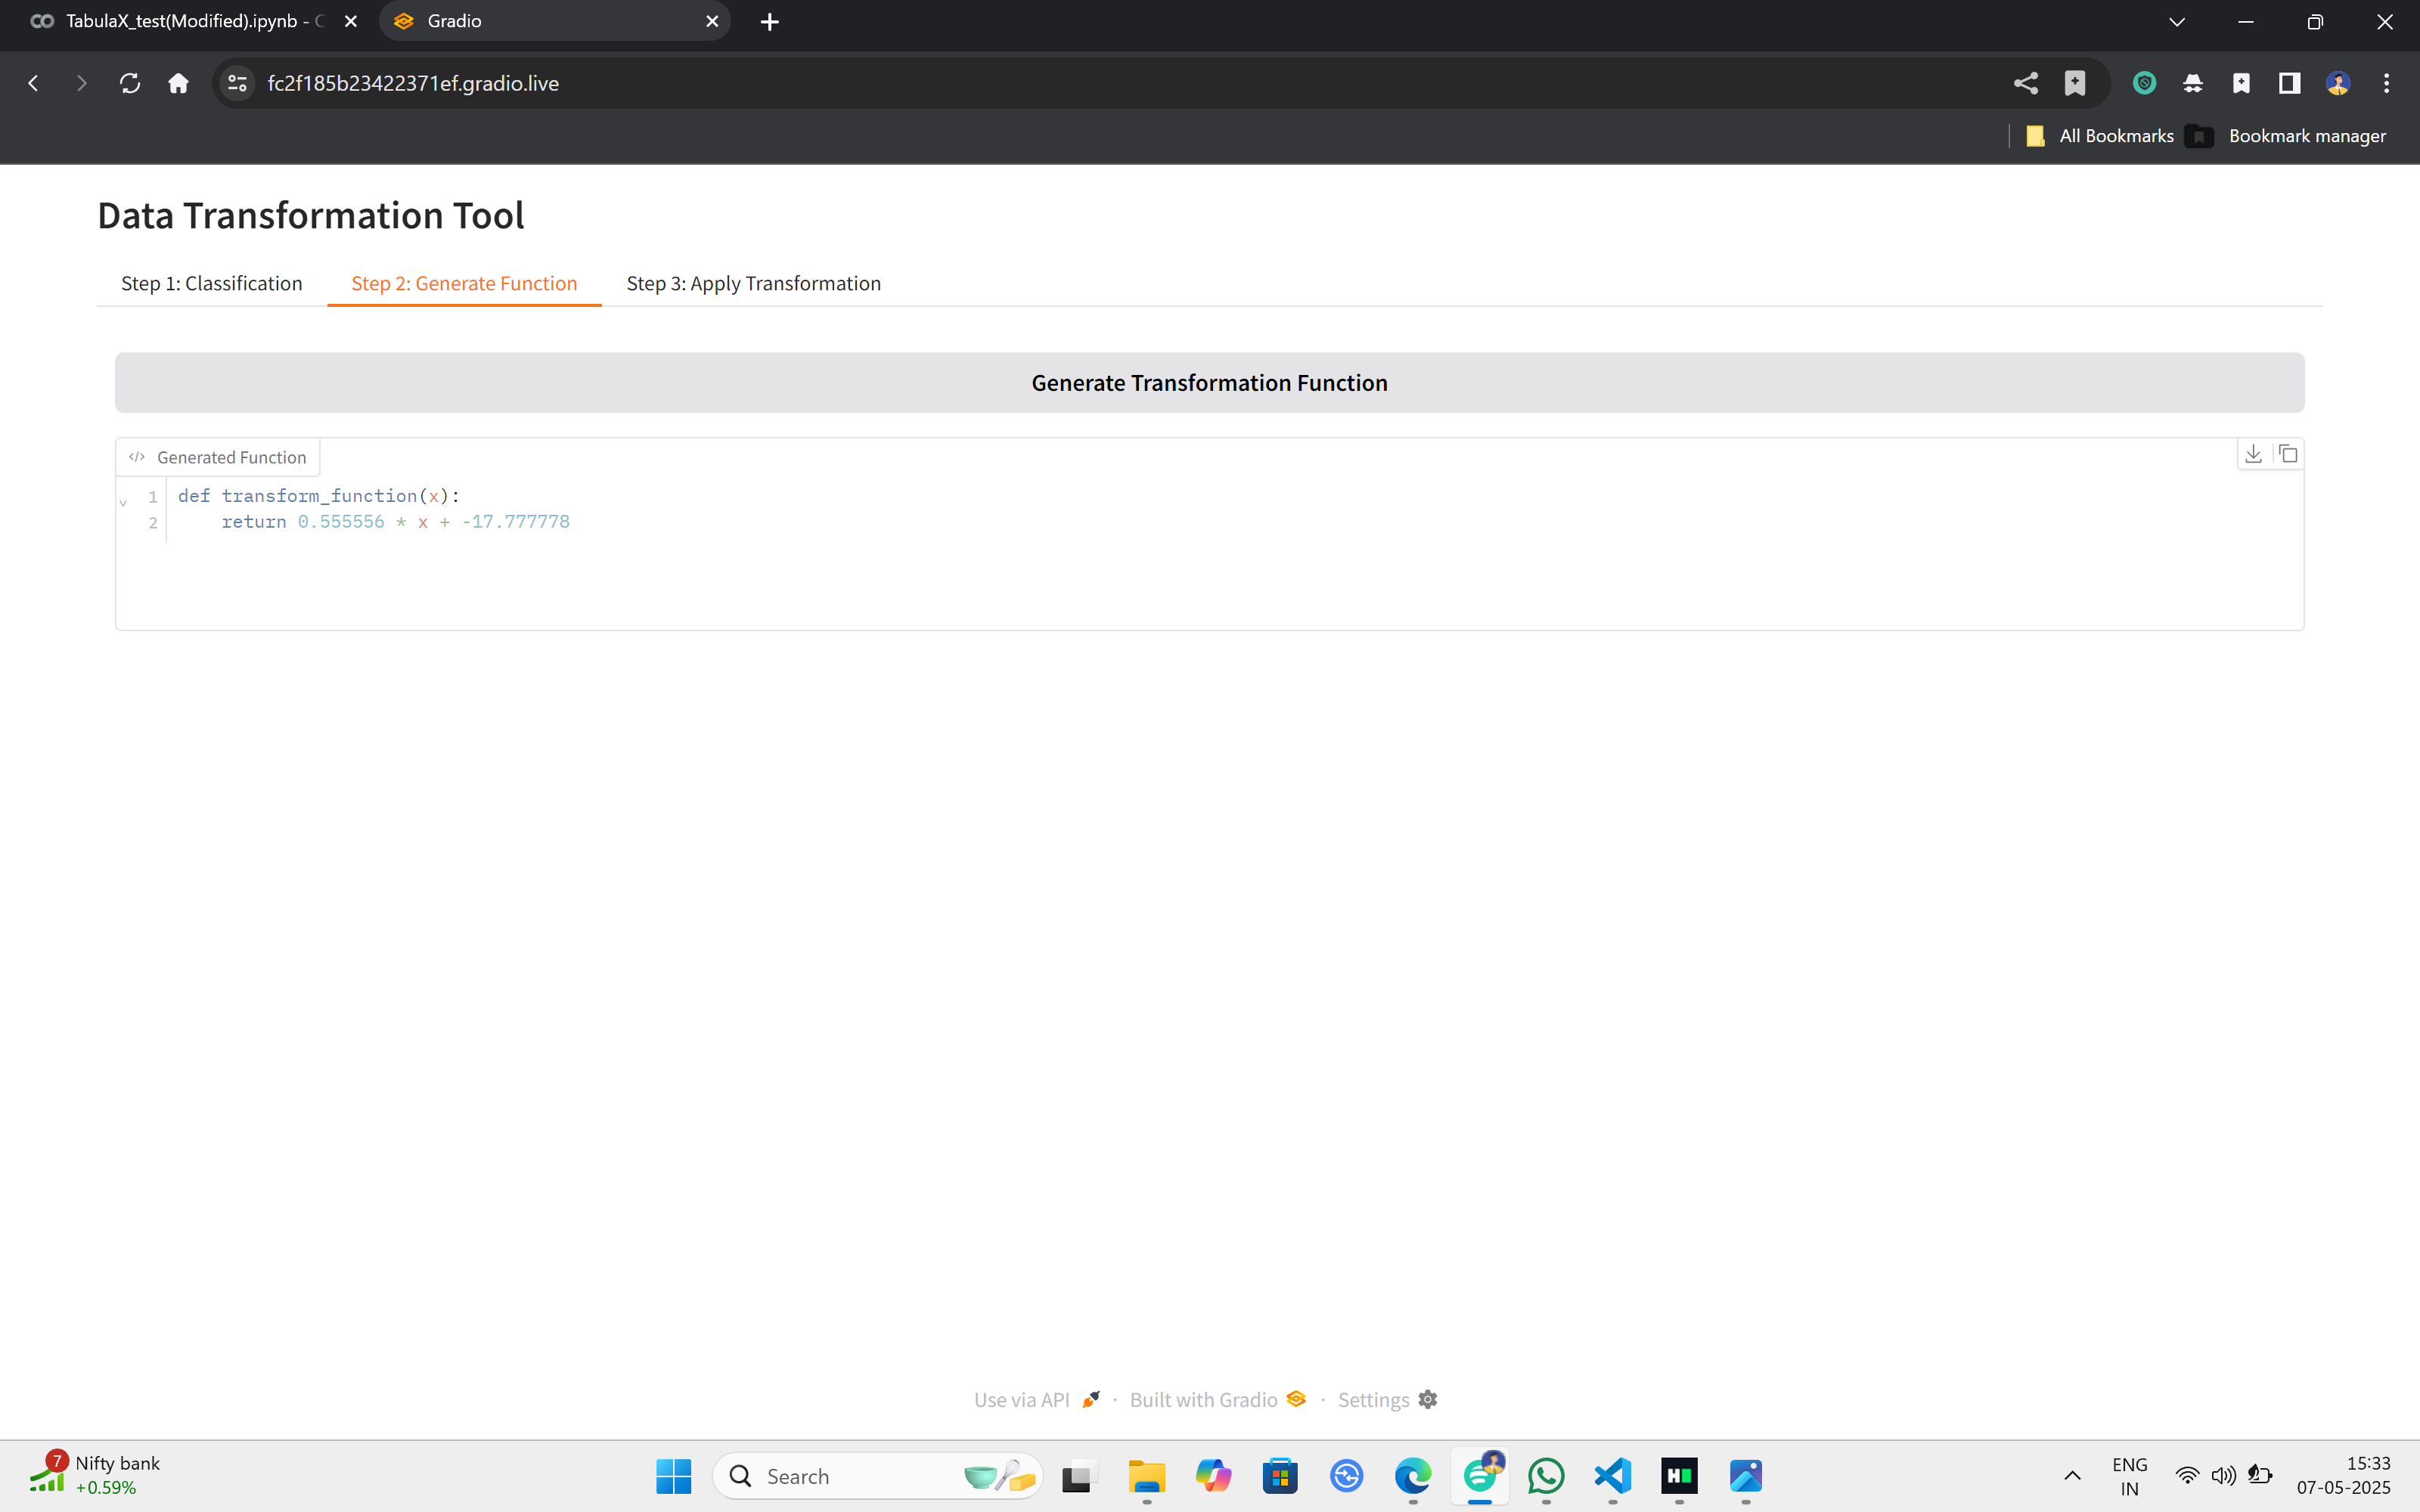 TabulaX_test(Modified).ipynb - C
Gradio
fc2f185b23422371ef.gradio.live
All Bookmarks
Bookmark manager
Data Transformation Tool
Step 1: Classification
Step 2: Generate Function
Step 3: Apply Transformation
Generate Transformation Function
Generated Function
1 def transform_function(x):
2 return 0.555556 * x + -17.777778
Use via API · Built with Gradio · Settings
7
Nifty bank
+0.59%
Search
ENG
IN
15:33
07-05-2025